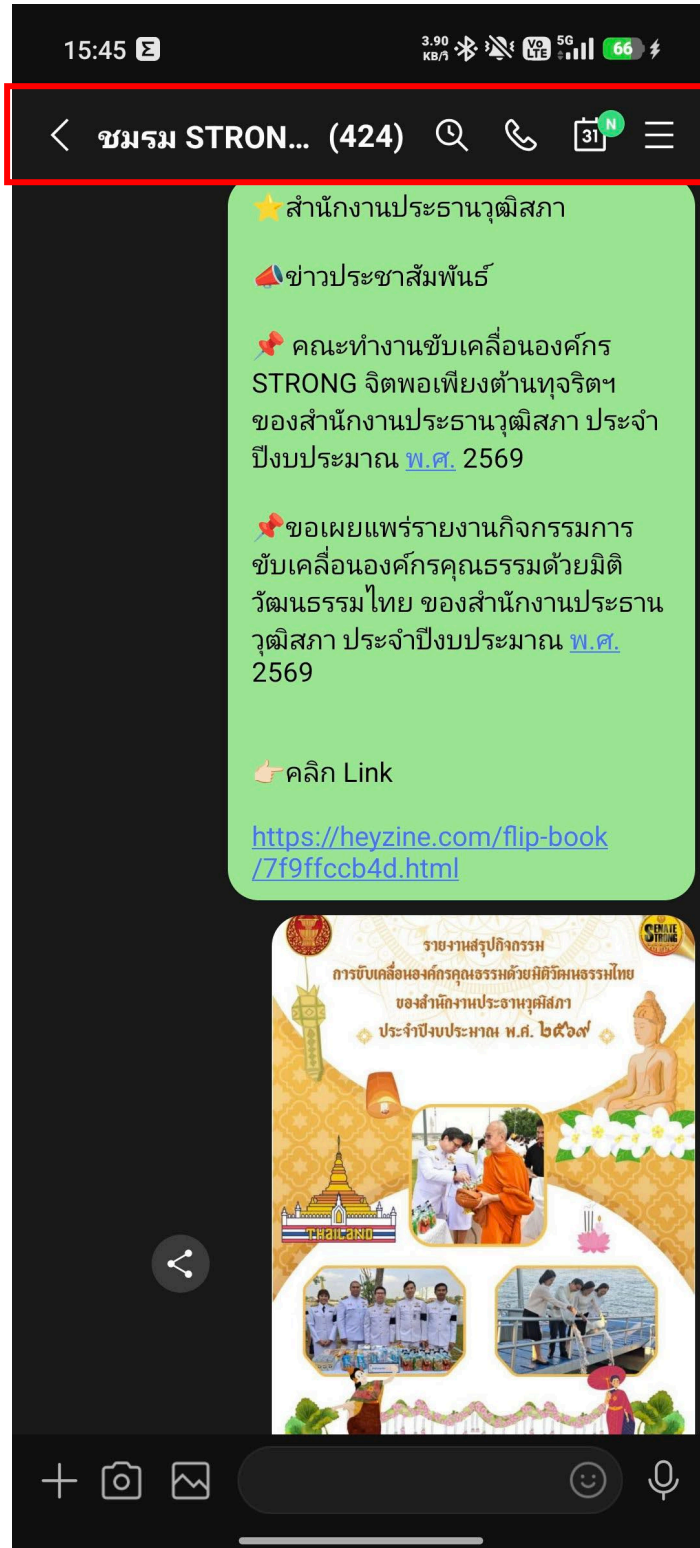 15:45
3.90 KB/วิ VO LTE 5G 66
ชมรม STRON... (424) 31 N
⭐สำนักงานประธานวุฒิสภา
📣ข่าวประชาสัมพันธ์
📌 คณะทำงานขับเคลื่อนองค์กร
STRONG จิตพอเพียงต้านทุจริตฯ
ของสำนักงานประธานวุฒิสภา ประจำ
ปีงบประมาณ พ.ศ. 2569
📌ขอเผยแพร่รายงานกิจกรรมการ
ขับเคลื่อนองค์กรคุณธรรมด้วยมิติ
วัฒนธรรมไทย ของสำนักงานประธาน
วุฒิสภา ประจำปีงบประมาณ พ.ศ.
2569
👉🏻คลิก Link
https://heyzine.com/flip-book
/7f9ffccb4d.html
SENATE
STRONG
รายงานสรุปกิจกรรม
การขับเคลื่อนองค์กรคุณธรรมด้วยมิติวัฒนธรรมไทย
ของสำนักงานประธานวุฒิสภา
ประจำปีงบประมาณ พ.ศ. ๒๕๖๙
THAILAND